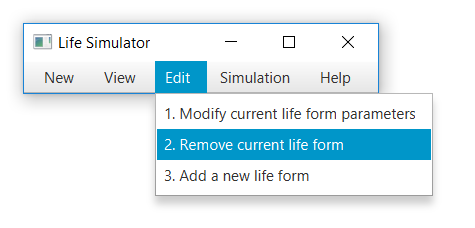 Life Simulator
New View Edit Simulation Help
1. Modify current life form parameters
2. Remove current life form
3. Add a new life form